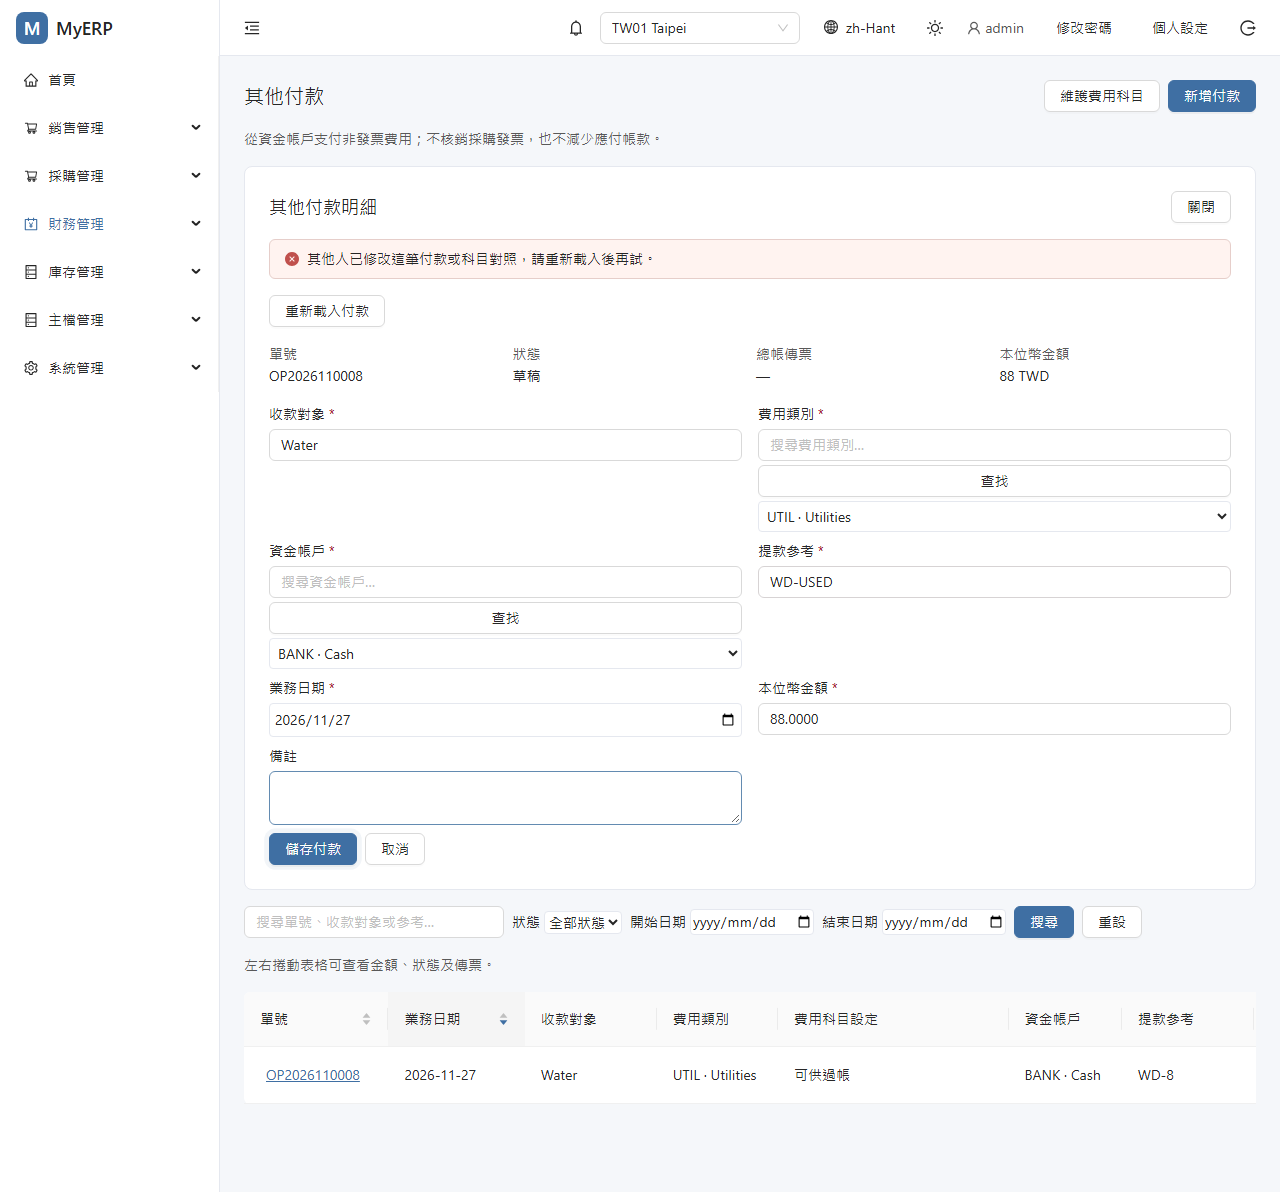 M MyERP
TW01 Taipei
zh-Hant
admin
修改密碼
個人設定
首頁
銷售管理
採購管理
財務管理
庫存管理
主檔管理
系統管理
其他付款
維護費用科目
新增付款
從資金帳戶支付非發票費用；不核銷採購發票，也不減少應付帳款。
其他付款明細
關閉
其他人已修改這筆付款或科目對照，請重新載入後再試。
重新載入付款
單號
OP2026110008
狀態
草稿
總帳傳票
—
本位幣金額
88 TWD
收款對象 *
Water
費用類別 *
搜尋費用類別...
查找
UTIL · Utilities
資金帳戶 *
搜尋資金帳戶...
查找
BANK · Cash
提款參考 *
WD-USED
業務日期 *
2026/11/27
本位幣金額 *
88.0000
備註
儲存付款
取消
搜尋單號、收款對象或參考...
狀態
全部狀態
開始日期
yyyy/mm/dd
結束日期
yyyy/mm/dd
搜尋
重設
左右捲動表格可查看金額、狀態及傳票。
單號 業務日期 收款對象 費用類別 費用科目設定 資金帳戶 提款參考
OP2026110008 2026-11-27 Water UTIL · Utilities 可供過帳 BANK · Cash WD-8